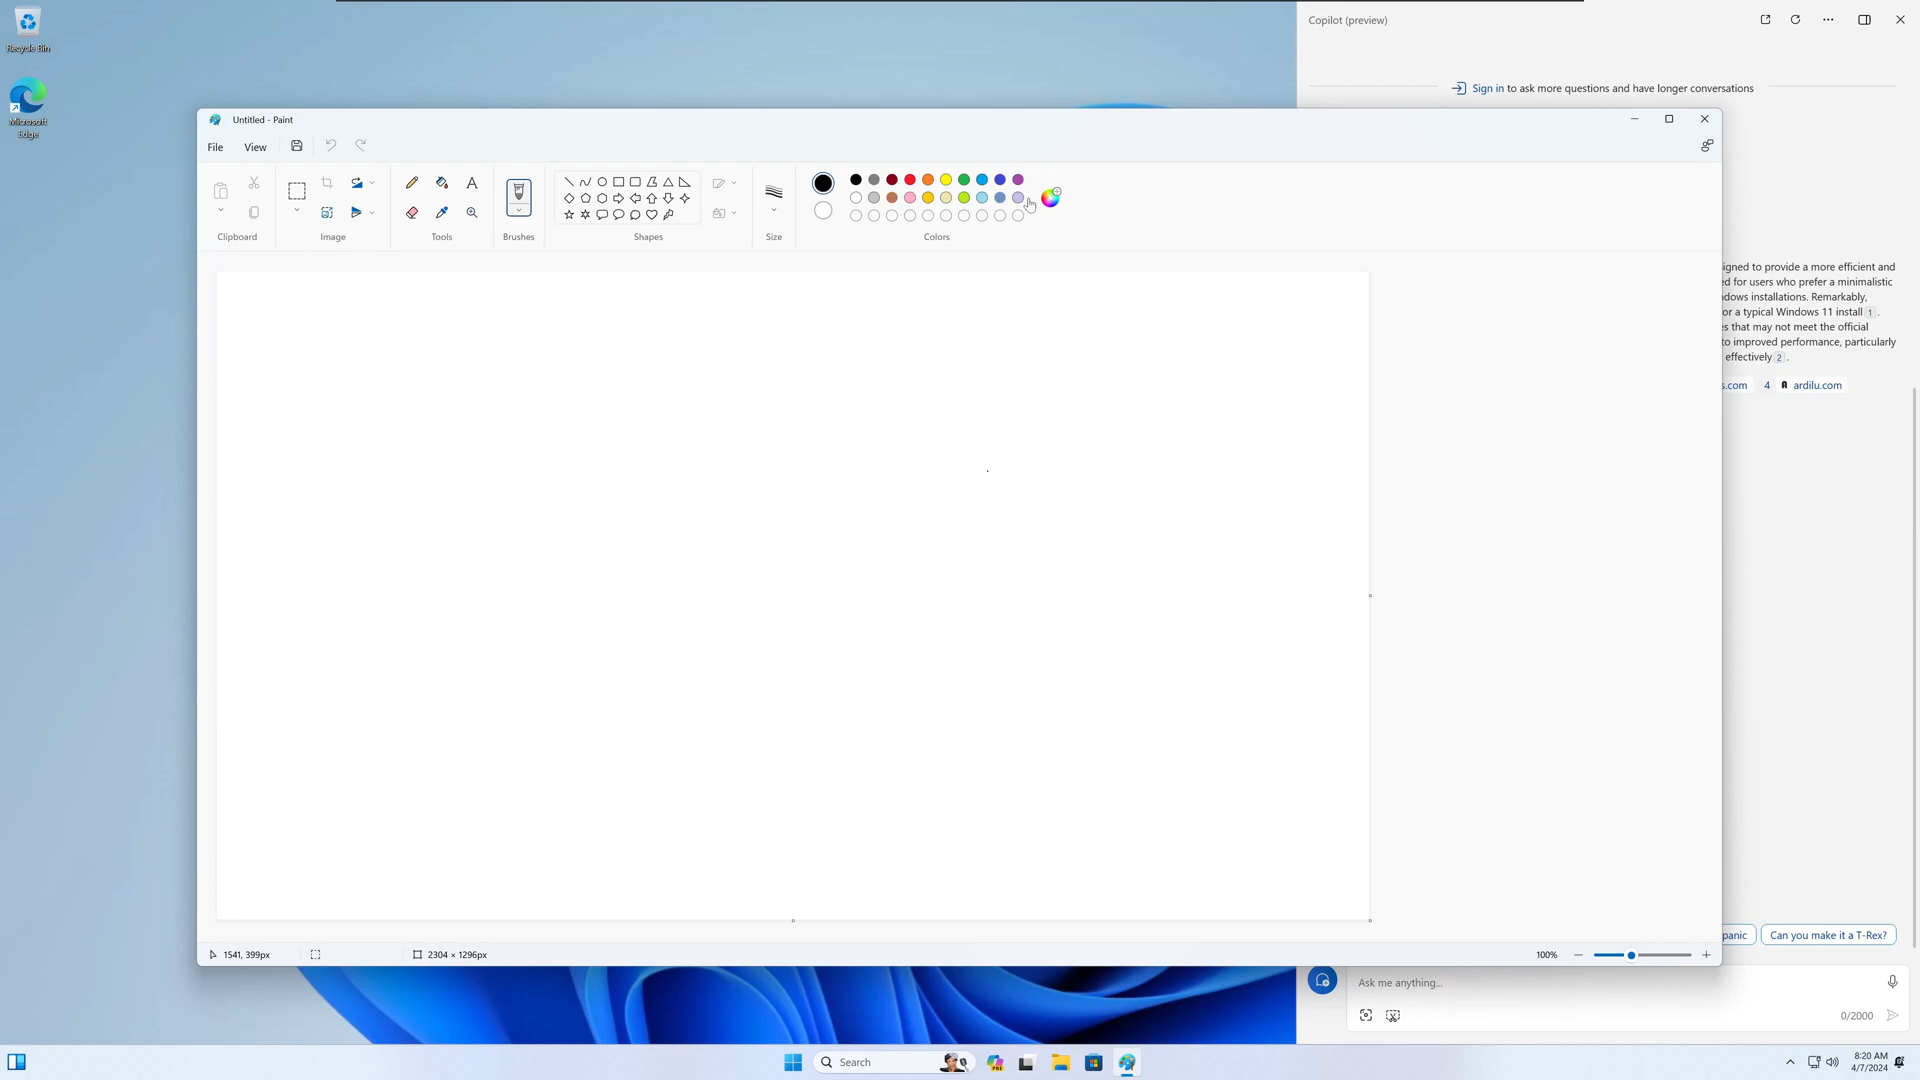 Recycle Bin
Microsoft
Edge
Copilot (preview)
Sign in to ask more questions and have longer conversations
Untitled - Paint
File
View
Clipboard
Image
Tools
Brushes
Shapes
Size
Colors
igned to provide a more efficient and
ed for users who prefer a minimalistic
dows installations. Remarkably,
or a typical Windows 11 install 1 .
s that may not meet the official
to improved performance, particularly
effectively 2 .
s.com 4 ardilu.com
panic
Can you make it a T-Rex?
1541, 399px
2304 × 1296px
100%
Ask me anything...
0/2000
Search
PRE
8:20 AM
4/7/2024